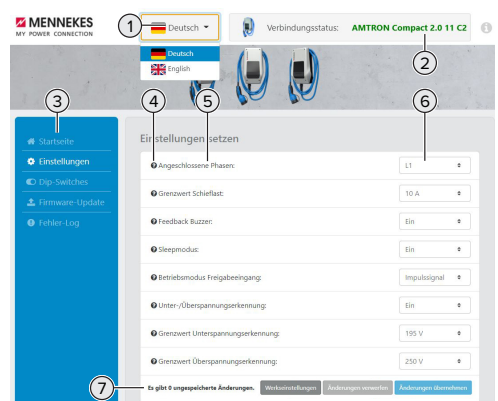 MENNEKES
MY POWER CONNECTION
1
Deutsch
Deutsch
English
Verbindungsstatus: AMTRON Compact 2.0 11 C2
2
3
4
5
6
Startseite
Einstellungen
Dip-Switches
Firmware-Update
Fehler-Log
Einstellungen setzen
Angeschlossene Phasen: L1
Grenzwert Schieflast: 10 A
Feedback Buzzer: Ein
Sleepmodus: Ein
Betriebsmodus Freigabeeingang: Impulssignal
Unter-/Überspannungserkennung: Ein
Grenzwert Unterspannungserkennung: 195 V
Grenzwert Überspannungserkennung: 250 V
7
Es gibt 0 ungespeicherte Änderungen. Werkseinstellungen Änderungen verwerfen Änderungen übernehmen